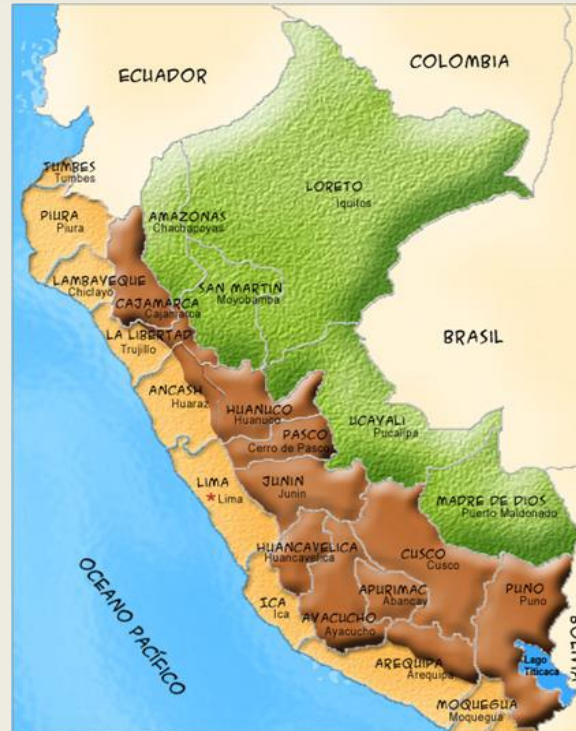 ECUADOR
COLOMBIA
TUMBES
Tumbes
PIURA
Piura
AMAZONAS
Chachapoyas
LORETO
Iquitos
LAMBAYEQUE
Chiclayo
CAJAMARCA
Cajamarca
SAN MARTIN
Moyobamba
LA LIBERTAD
Trujillo
BRASIL
ANCASH
Huaraz
HUANUCO
Huanuco
UCAYALI
Pucallpa
PASCO
Cerro de Pasco
LIMA
Lima
JUNIN
Junin
MADRE DE DIOS
Puerto Maldonado
HUANCAVELICA
Huancavelica
CUSCO
Cusco
APURIMAC
Abancay
PUNO
Puno
ICA
Ica
AYACUCHO
Ayacucho
OCEANO PACÍFICO
AREQUIPA
Arequipa
Lago
Titicaca
BOLIVIA
MOQUEGUA
Moquegua